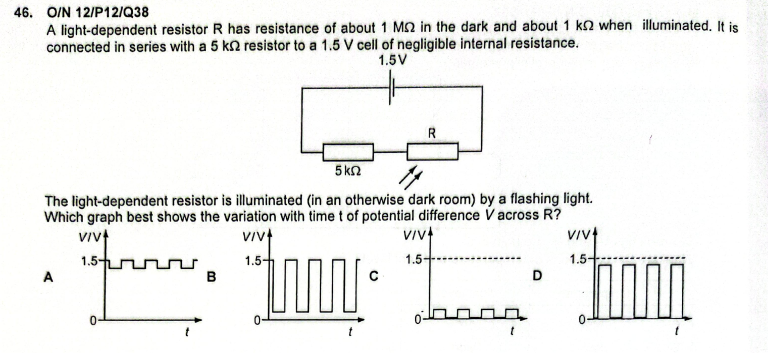 46. O/N 12/P12/Q38
A light-dependent resistor R has resistance of about 1 MΩ in the dark and about 1 kΩ when illuminated. It is
connected in series with a 5 kΩ resistor to a 1.5 V cell of negligible internal resistance.
1.5V
R
5kΩ
The light-dependent resistor is illuminated (in an otherwise dark room) by a flashing light.
Which graph best shows the variation with time t of potential difference V across R?
V/V V/V V/V V/V
1.5 1.5 1.5 1.5
A B C D
0 0 0 0
t t t t